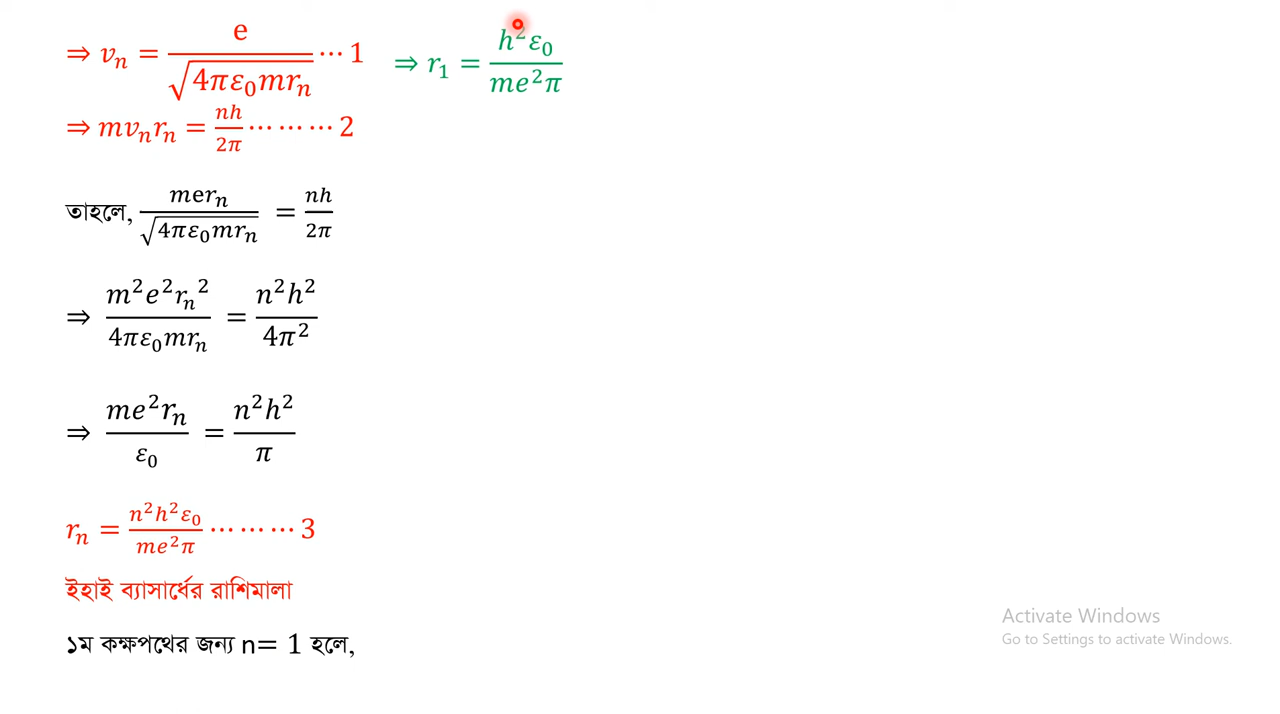 ⇒ vₙ = e / √(4πε₀mrₙ) ⋯ 1
⇒ mvₙrₙ = nh / 2π ⋯ ⋯ ⋯ 2
তাহলে, merₙ / √(4πε₀mrₙ) = nh / 2π
⇒ m²e²rₙ² / 4πε₀mrₙ = n²h² / 4π²
⇒ me²rₙ / ε₀ = n²h² / π
rₙ = n²h²ε₀ / me²π ⋯ ⋯ ⋯ 3
ইহাই ব্যাসার্ধের রাশিমালা
১ম কক্ষপথের জন্য n= 1 হলে,
⇒ r₁ = h²ε₀ / me²π
Activate Windows
Go to Settings to activate Windows.